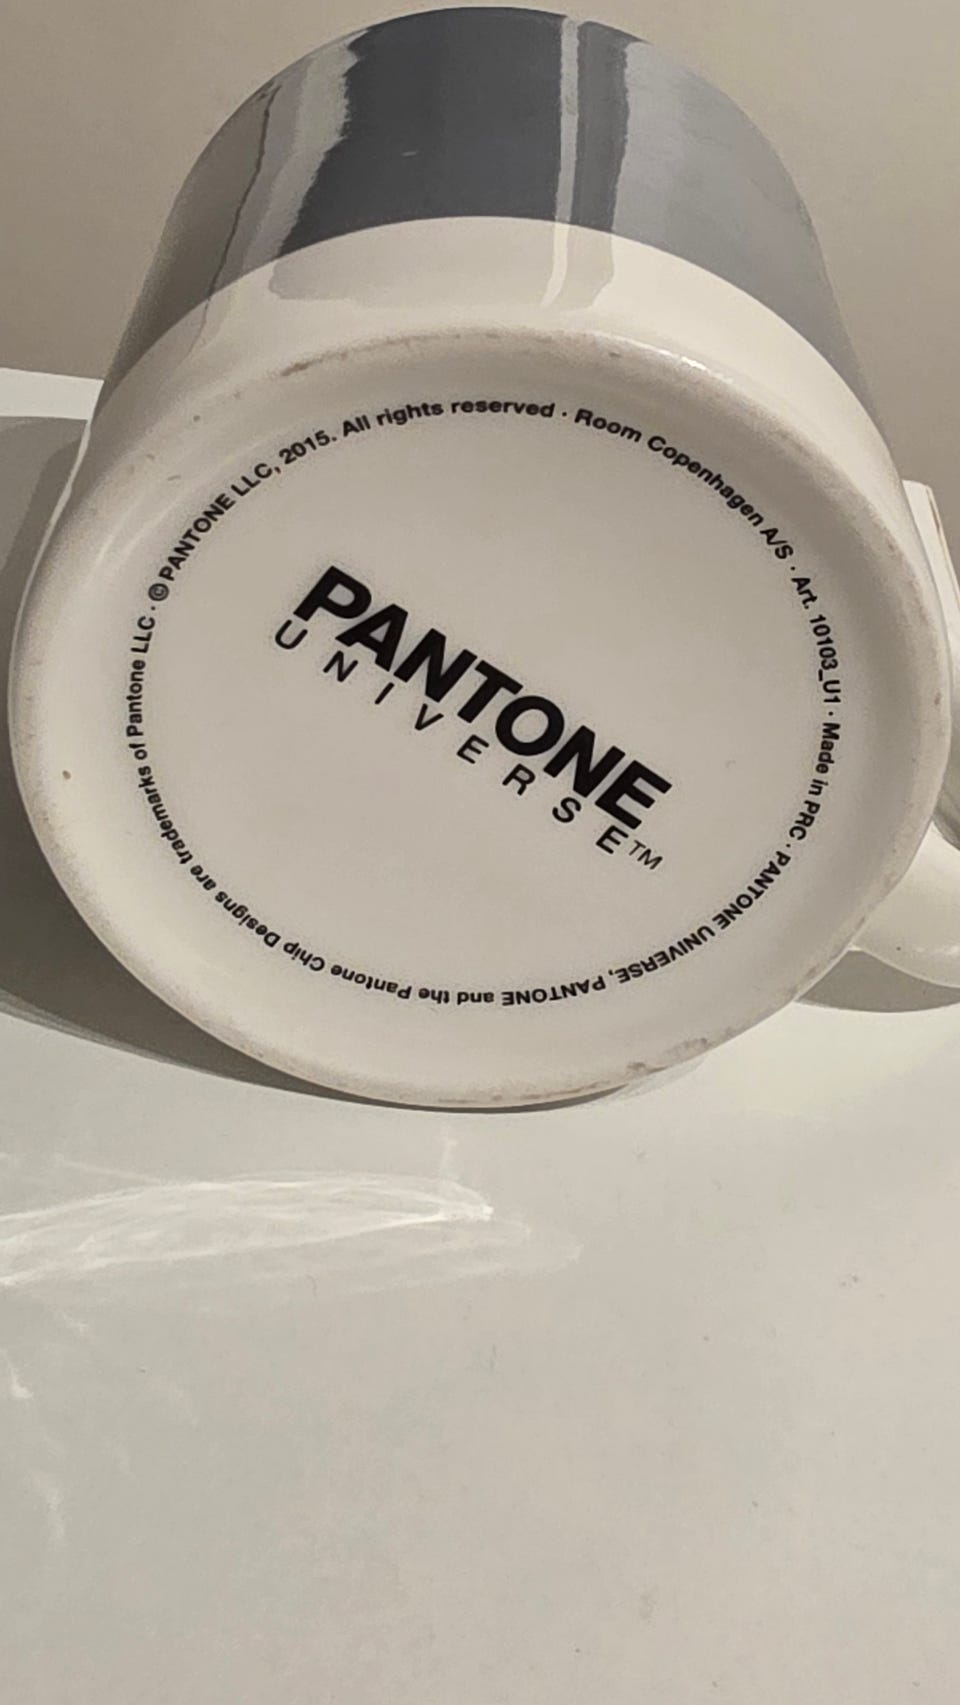 PANTONE
UNIVERSE™
© PANTONE LLC, 2015. All rights reserved · Room Copenhagen A/S · Art. 10103_U1 · Made in PRC · PANTONE UNIVERSE, PANTONE and the Pantone Chip Designs are trademarks of Pantone LLC ·